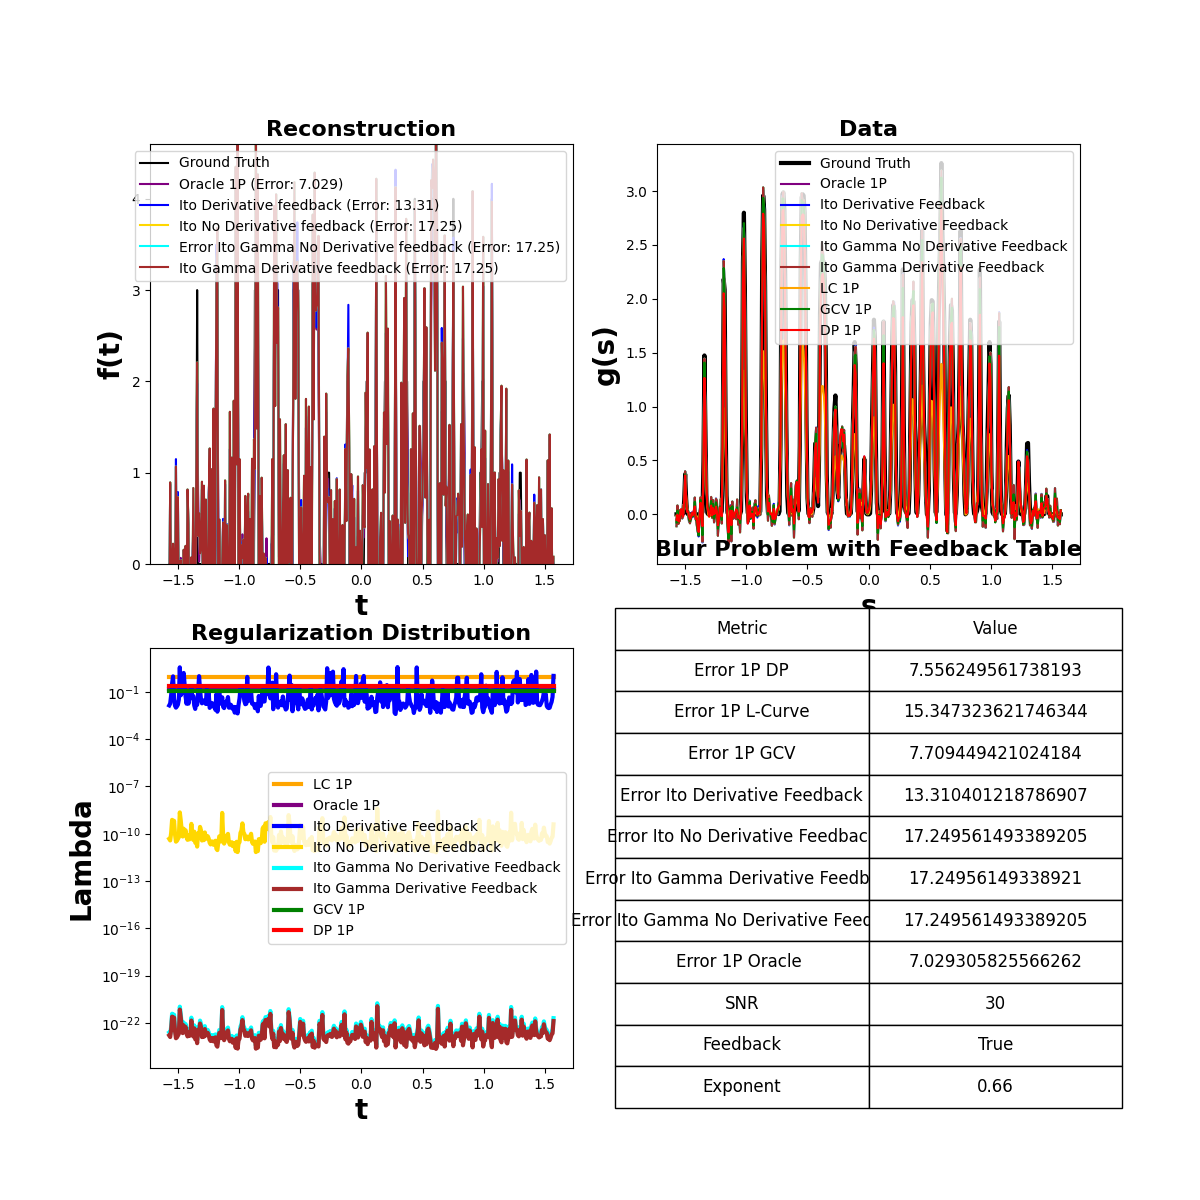 Reconstruction
Ground Truth
Oracle 1P (Error: 7.029)
Ito Derivative feedback (Error: 13.31)
Ito No Derivative feedback (Error: 17.25)
Error Ito Gamma No Derivative feedback (Error: 17.25)
Ito Gamma Derivative feedback (Error: 17.25)
f(t)
4
3
2
1
0
−1.5 −1.0 −0.5 0.0 0.5 1.0 1.5
t
Data
Ground Truth
Oracle 1P
Ito Derivative Feedback
Ito No Derivative Feedback
Ito Gamma No Derivative Feedback
Ito Gamma Derivative Feedback
LC 1P
GCV 1P
DP 1P
g(s)
3.0
2.5
2.0
1.5
1.0
0.5
0.0
−1.5 −1.0 −0.5 0.0 0.5 1.0 1.5
s
Regularization Distribution
Lambda
10⁻¹
10⁻⁴
10⁻⁷
10⁻¹⁰
10⁻¹³
10⁻¹⁶
10⁻¹⁹
10⁻²²
LC 1P
Oracle 1P
Ito Derivative Feedback
Ito No Derivative Feedback
Ito Gamma No Derivative Feedback
Ito Gamma Derivative Feedback
GCV 1P
DP 1P
−1.5 −1.0 −0.5 0.0 0.5 1.0 1.5
t
Blur Problem with Feedback Table
Metric Value
Error 1P DP 7.556249561738193
Error 1P L-Curve 15.347323621746344
Error 1P GCV 7.709449421024184
Error Ito Derivative Feedback 13.310401218786907
Error Ito No Derivative Feedbac 17.249561493389205
Error Ito Gamma Derivative Feedb 17.24956149338921
Error Ito Gamma No Derivative Feed 17.249561493389205
Error 1P Oracle 7.029305825566262
SNR 30
Feedback True
Exponent 0.66